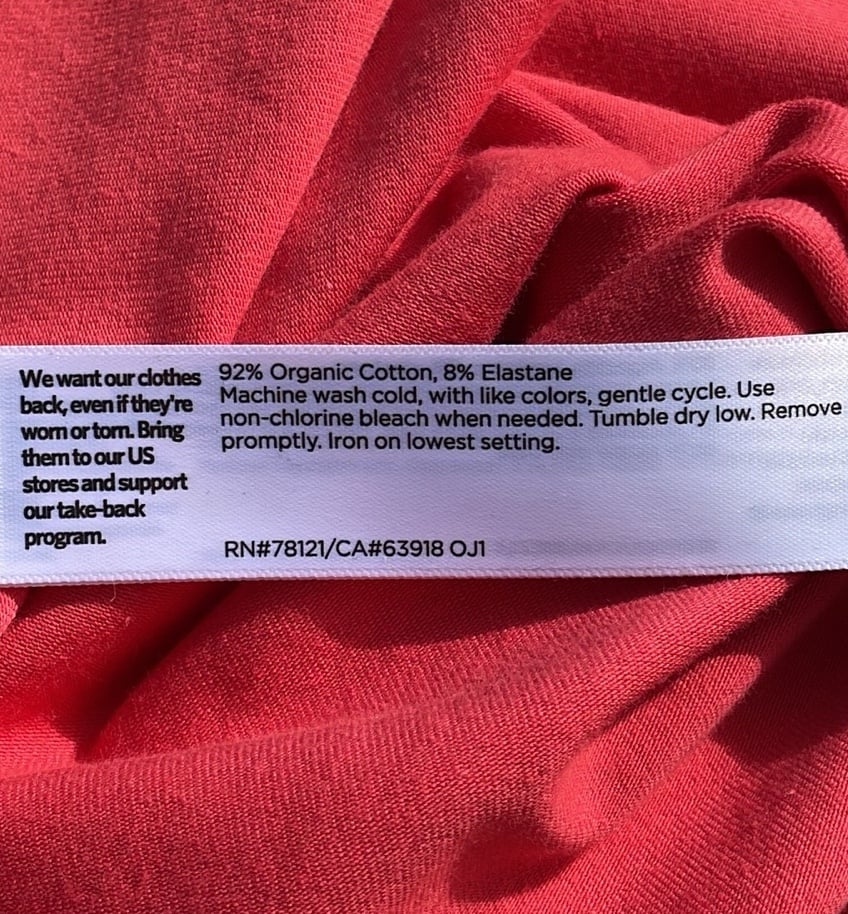 We want our clothes
back, even if they're
worn or torn. Bring
them to our US
stores and support
our take-back
program.
92% Organic Cotton, 8% Elastane
Machine wash cold, with like colors, gentle cycle. Use
non-chlorine bleach when needed. Tumble dry low. Remove
promptly. Iron on lowest setting.
RN#78121/CA#63918 OJ1